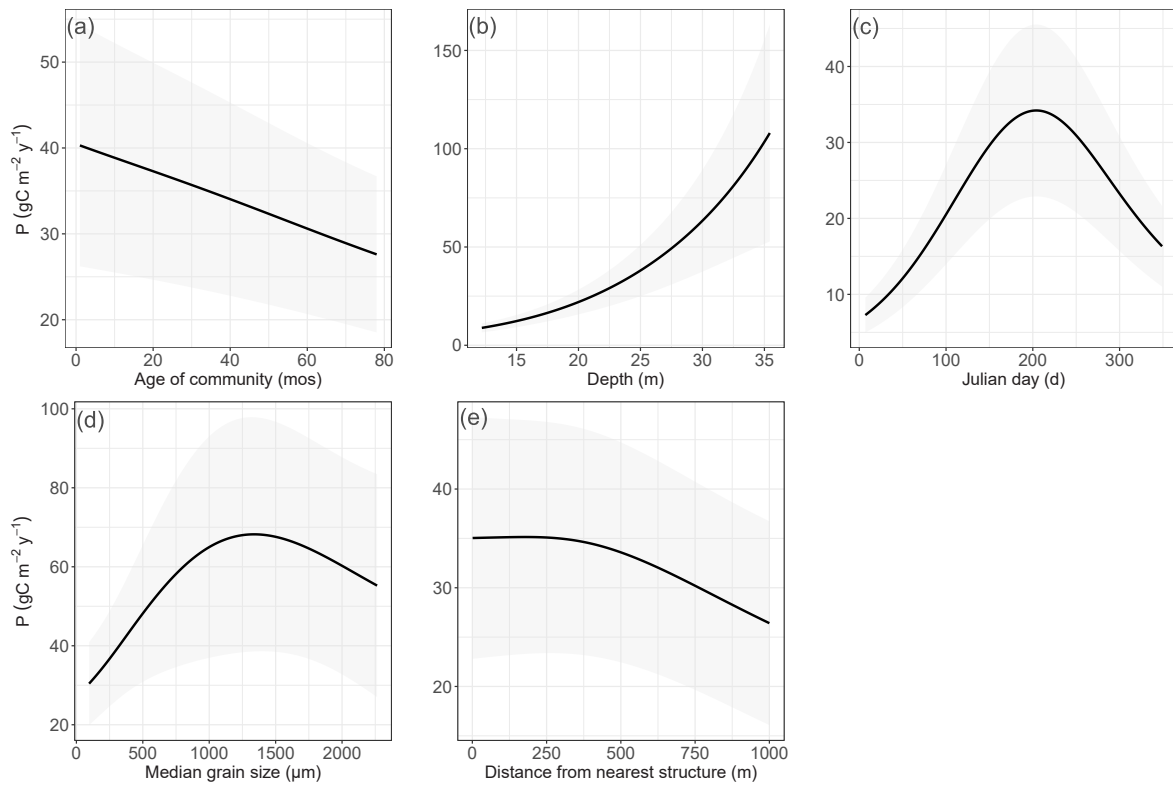 (a)
50
40
30
20
P (gC m⁻² y⁻¹)
0 20 40 60 80
Age of community (mos)
(b)
150
100
50
0
15 20 25 30 35
Depth (m)
(c)
40
30
20
10
0 100 200 300
Julian day (d)
(d)
100
80
60
40
20
P (gC m⁻² y⁻¹)
0 500 1000 1500 2000
Median grain size (μm)
(e)
40
30
20
0 250 500 750 1000
Distance from nearest structure (m)